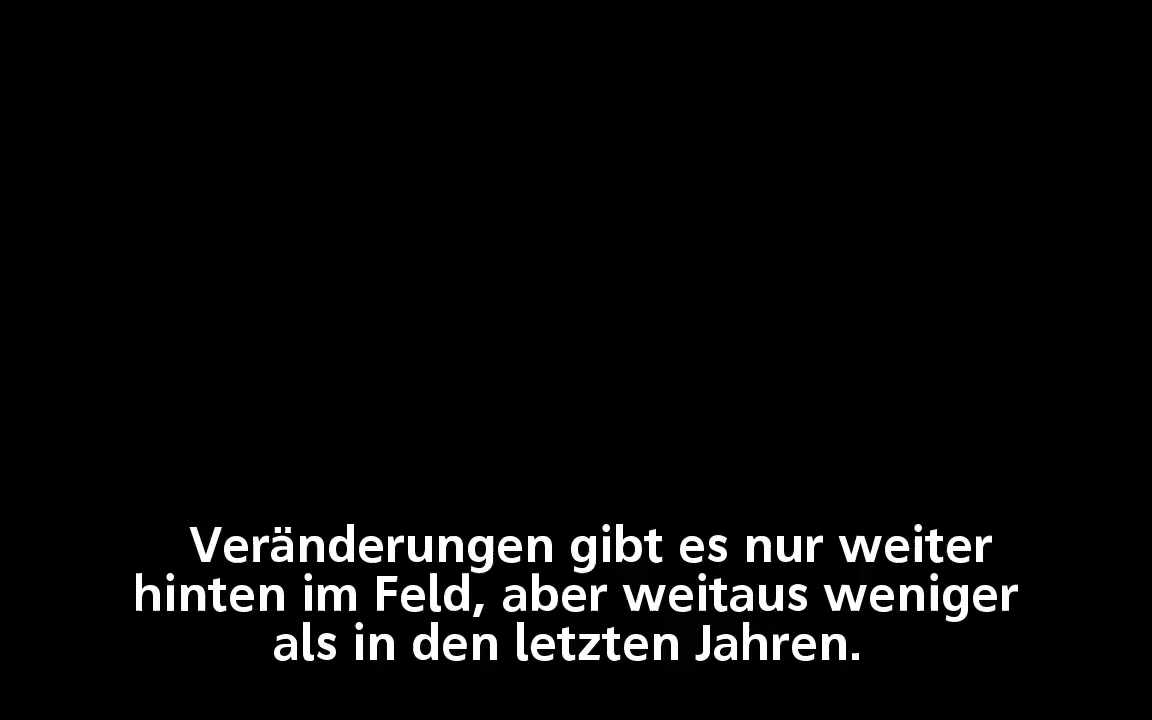 Veränderungen gibt es nur weiter
hinten im Feld, aber weitaus weniger
als in den letzten Jahren.